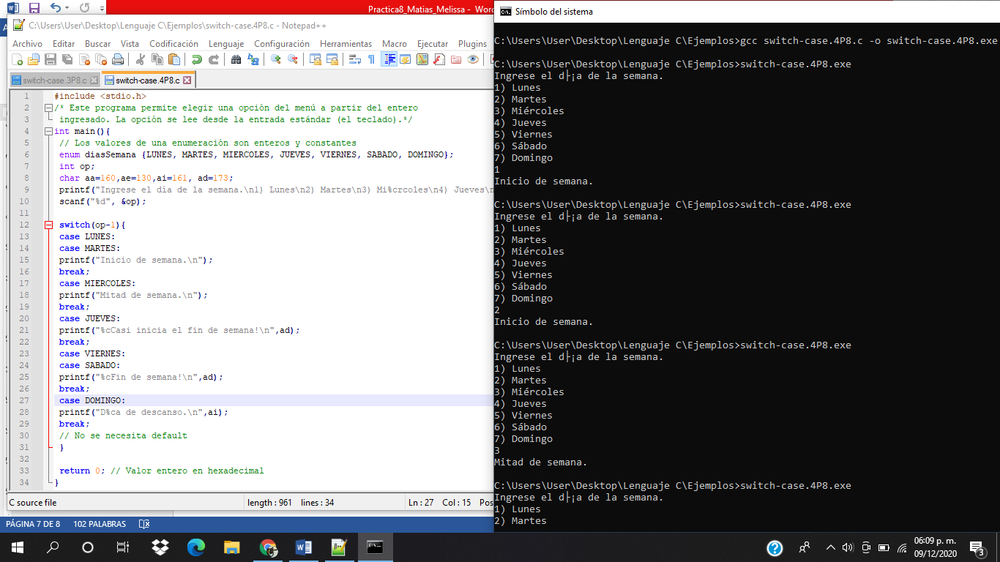 Practica8_Matias_Melissa - Word
C:\Users\User\Desktop\Lenguaje C\Ejemplos\switch-case.4P8.c - Notepad++
Archivo Editar Buscar Vista Codificación Lenguaje Configuración Herramientas Macro Ejecutar Plugins
switch-case.3P8.c switch-case.4P8.c
1 #include <stdio.h>
2 /* Este programa permite elegir una opción del menú a partir del entero
3 ingresado. La opción se lee desde la entrada estándar (el teclado).*/
4 int main(){
5 // Los valores de una enumeración son enteros y constantes
6 enum diasSemana {LUNES, MARTES, MIERCOLES, JUEVES, VIERNES, SABADO, DOMINGO};
7 int op;
8 char aa=160,ae=130,ai=161, ad=173;
9 printf("Ingrese el día de la semana.\n1) Lunes\n2) Martes\n3) Mi%crcoles\n4) Jueves\n
10 scanf("%d", &op);
11
12 switch(op-1){
13 case LUNES:
14 case MARTES:
15 printf("Inicio de semana.\n");
16 break;
17 case MIERCOLES:
18 printf("Mitad de semana.\n");
19 break;
20 case JUEVES:
21 printf("%cCasi inicia el fin de semana!\n",ad);
22 break;
23 case VIERNES:
24 case SABADO:
25 printf("%cFin de semana!\n",ad);
26 break;
27 case DOMINGO:
28 printf("D%ca de descanso.\n",ai);
29 break;
30 // No se necesita default
31 }
32
33 return 0; // Valor entero en hexadecimal
34 }
C source file length : 961 lines : 34 Ln : 27 Col : 15 Pos
PÁGINA 7 DE 8 102 PALABRAS
Símbolo del sistema
C:\Users\User\Desktop\Lenguaje C\Ejemplos>gcc switch-case.4P8.c -o switch-case.4P8.exe
C:\Users\User\Desktop\Lenguaje C\Ejemplos>switch-case.4P8.exe
Ingrese el d├¡a de la semana.
1) Lunes
2) Martes
3) Miércoles
4) Jueves
5) Viernes
6) Sábado
7) Domingo
1
Inicio de semana.
C:\Users\User\Desktop\Lenguaje C\Ejemplos>switch-case.4P8.exe
Ingrese el d├¡a de la semana.
1) Lunes
2) Martes
3) Miércoles
4) Jueves
5) Viernes
6) Sábado
7) Domingo
2
Inicio de semana.
C:\Users\User\Desktop\Lenguaje C\Ejemplos>switch-case.4P8.exe
Ingrese el d├¡a de la semana.
1) Lunes
2) Martes
3) Miércoles
4) Jueves
5) Viernes
6) Sábado
7) Domingo
3
Mitad de semana.
C:\Users\User\Desktop\Lenguaje C\Ejemplos>switch-case.4P8.exe
Ingrese el d├¡a de la semana.
1) Lunes
2) Martes
06:09 p. m.
09/12/2020
3